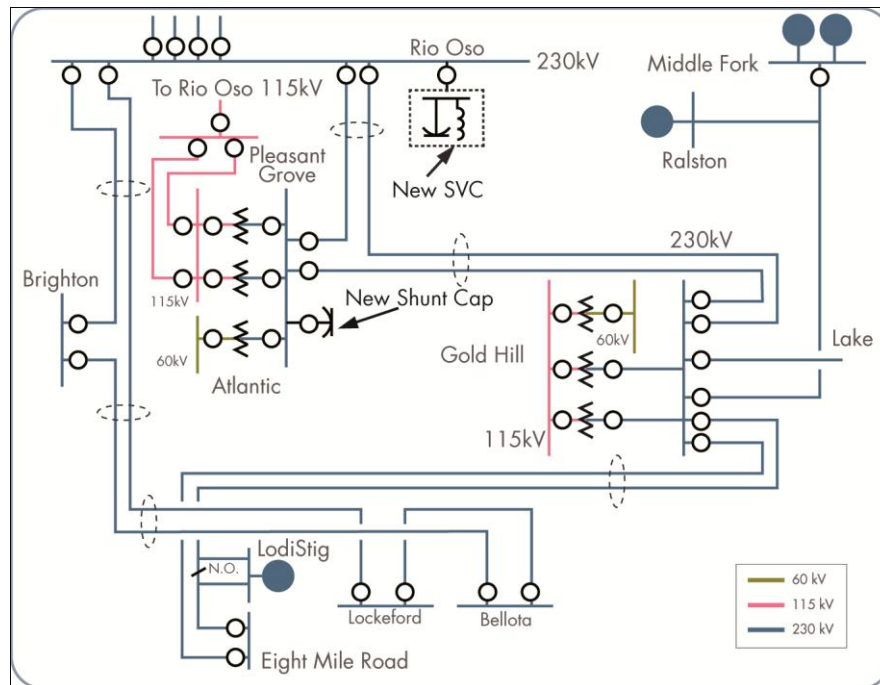 Rio Oso
230kV
Middle Fork
To Rio Oso 115kV
Pleasant
Grove
New SVC
Ralston
230kV
Brighton
115kV
New Shunt Cap
60kV
Atlantic
Gold Hill
60kV
Lake
115kV
LodiStig
N.O.
Lockeford
Bellota
Eight Mile Road
60 kV
115 kV
230 kV